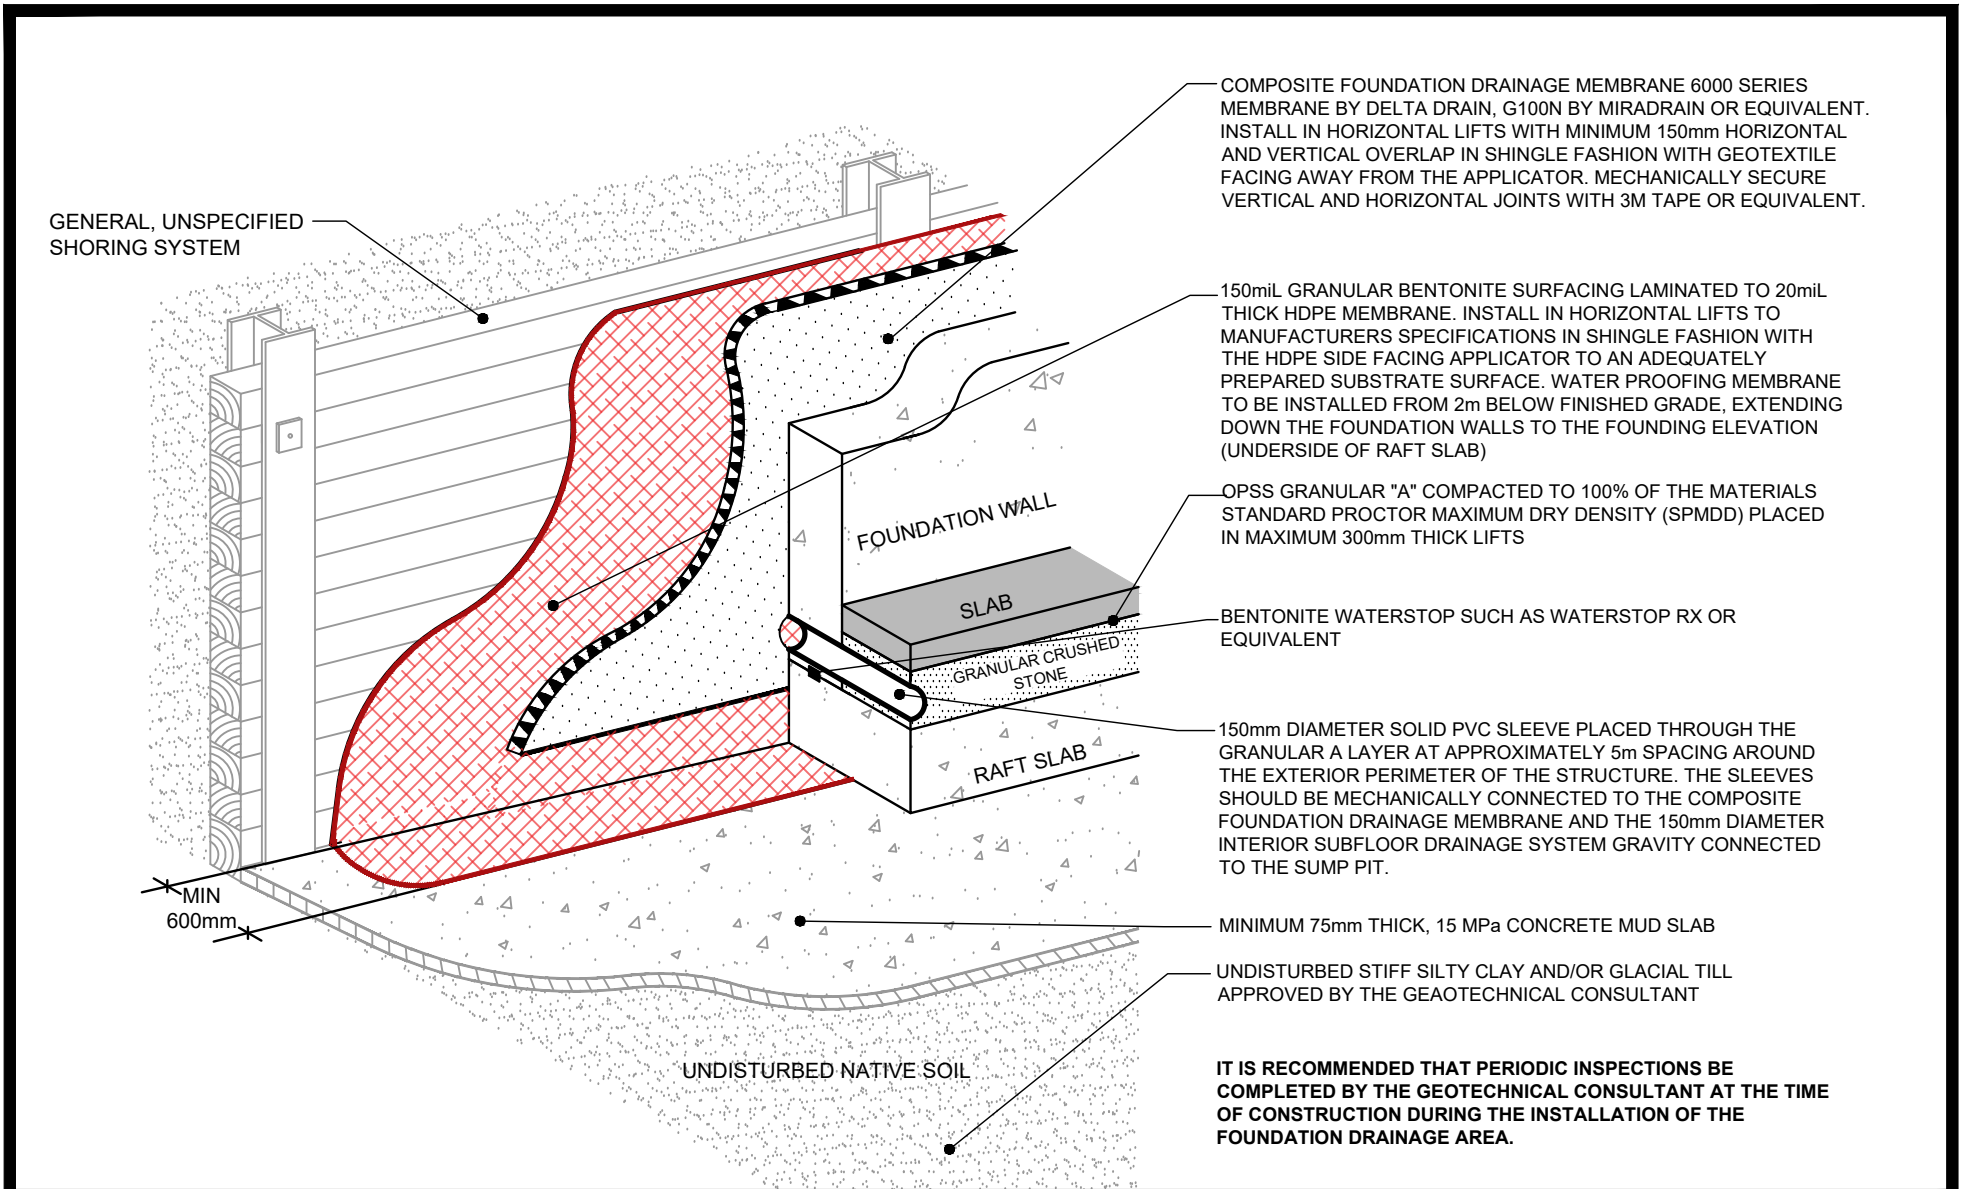 COMPOSITE FOUNDATION DRAINAGE MEMBRANE 6000 SERIES
MEMBRANE BY DELTA DRAIN, G100N BY MIRADRAIN OR EQUIVALENT.
INSTALL IN HORIZONTAL LIFTS WITH MINIMUM 150mm HORIZONTAL
AND VERTICAL OVERLAP IN SHINGLE FASHION WITH GEOTEXTILE
FACING AWAY FROM THE APPLICATOR. MECHANICALLY SECURE
VERTICAL AND HORIZONTAL JOINTS WITH 3M TAPE OR EQUIVALENT.
GENERAL, UNSPECIFIED
SHORING SYSTEM
150miL GRANULAR BENTONITE SURFACING LAMINATED TO 20miL
THICK HDPE MEMBRANE. INSTALL IN HORIZONTAL LIFTS TO
MANUFACTURERS SPECIFICATIONS IN SHINGLE FASHION WITH
THE HDPE SIDE FACING APPLICATOR TO AN ADEQUATELY
PREPARED SUBSTRATE SURFACE. WATER PROOFING MEMBRANE
TO BE INSTALLED FROM 2m BELOW FINISHED GRADE, EXTENDING
DOWN THE FOUNDATION WALLS TO THE FOUNDING ELEVATION
(UNDERSIDE OF RAFT SLAB)
OPSS GRANULAR "A" COMPACTED TO 100% OF THE MATERIALS
STANDARD PROCTOR MAXIMUM DRY DENSITY (SPMDD) PLACED
IN MAXIMUM 300mm THICK LIFTS
FOUNDATION WALL
SLAB
BENTONITE WATERSTOP SUCH AS WATERSTOP RX OR
EQUIVALENT
GRANULAR CRUSHED
STONE
RAFT SLAB
150mm DIAMETER SOLID PVC SLEEVE PLACED THROUGH THE
GRANULAR A LAYER AT APPROXIMATELY 5m SPACING AROUND
THE EXTERIOR PERIMETER OF THE STRUCTURE. THE SLEEVES
SHOULD BE MECHANICALLY CONNECTED TO THE COMPOSITE
FOUNDATION DRAINAGE MEMBRANE AND THE 150mm DIAMETER
INTERIOR SUBFLOOR DRAINAGE SYSTEM GRAVITY CONNECTED
TO THE SUMP PIT.
MIN
600mm
MINIMUM 75mm THICK, 15 MPa CONCRETE MUD SLAB
UNDISTURBED STIFF SILTY CLAY AND/OR GLACIAL TILL
APPROVED BY THE GEAOTECHNICAL CONSULTANT
UNDISTURBED NATIVE SOIL
IT IS RECOMMENDED THAT PERIODIC INSPECTIONS BE
COMPLETED BY THE GEOTECHNICAL CONSULTANT AT THE TIME
OF CONSTRUCTION DURING THE INSTALLATION OF THE
FOUNDATION DRAINAGE AREA.